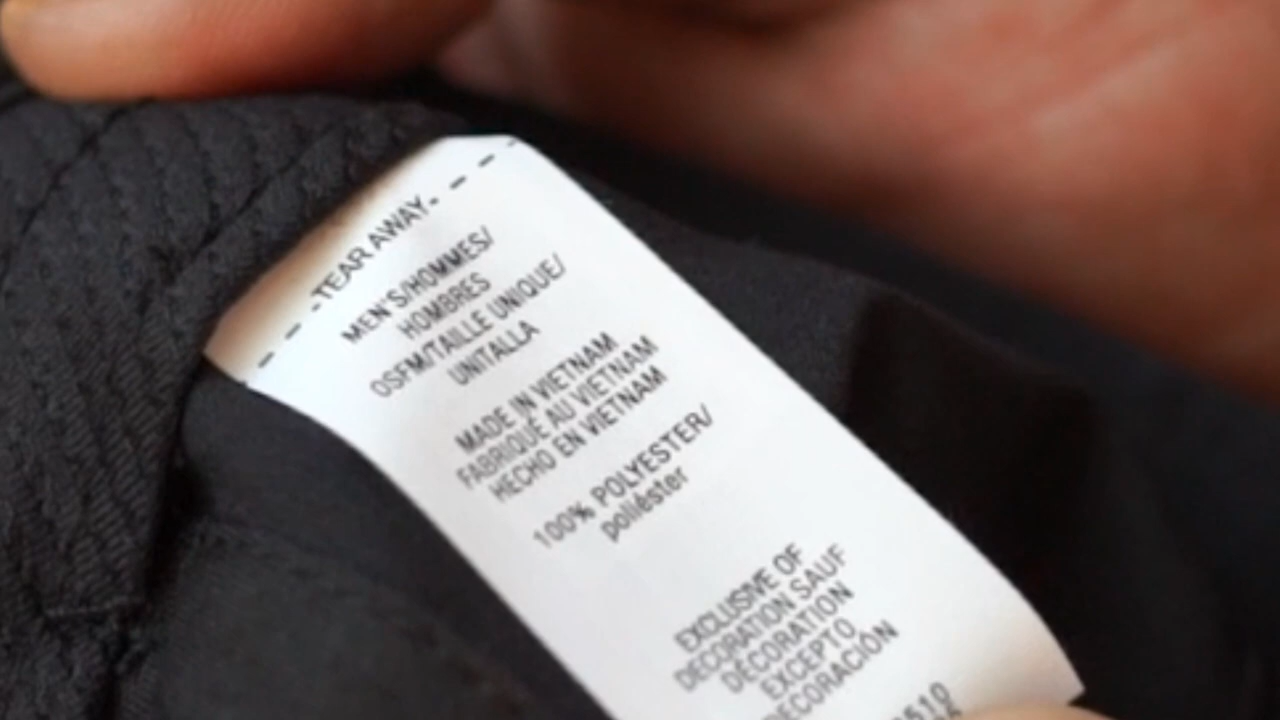 TEAR AWAY
MEN'S/HOMMES/
HOMBRES
OSFM/TAILLE UNIQUE/
UNITALLA
MADE IN VIETNAM
FABRIQUÉ AU VIETNAM
HECHO EN VIETNAM
100% POLYESTER/
poliéster
EXCLUSIVE OF
DECORATION SAUF
DÉCORATION
EXCEPTO
DECORACIÓN